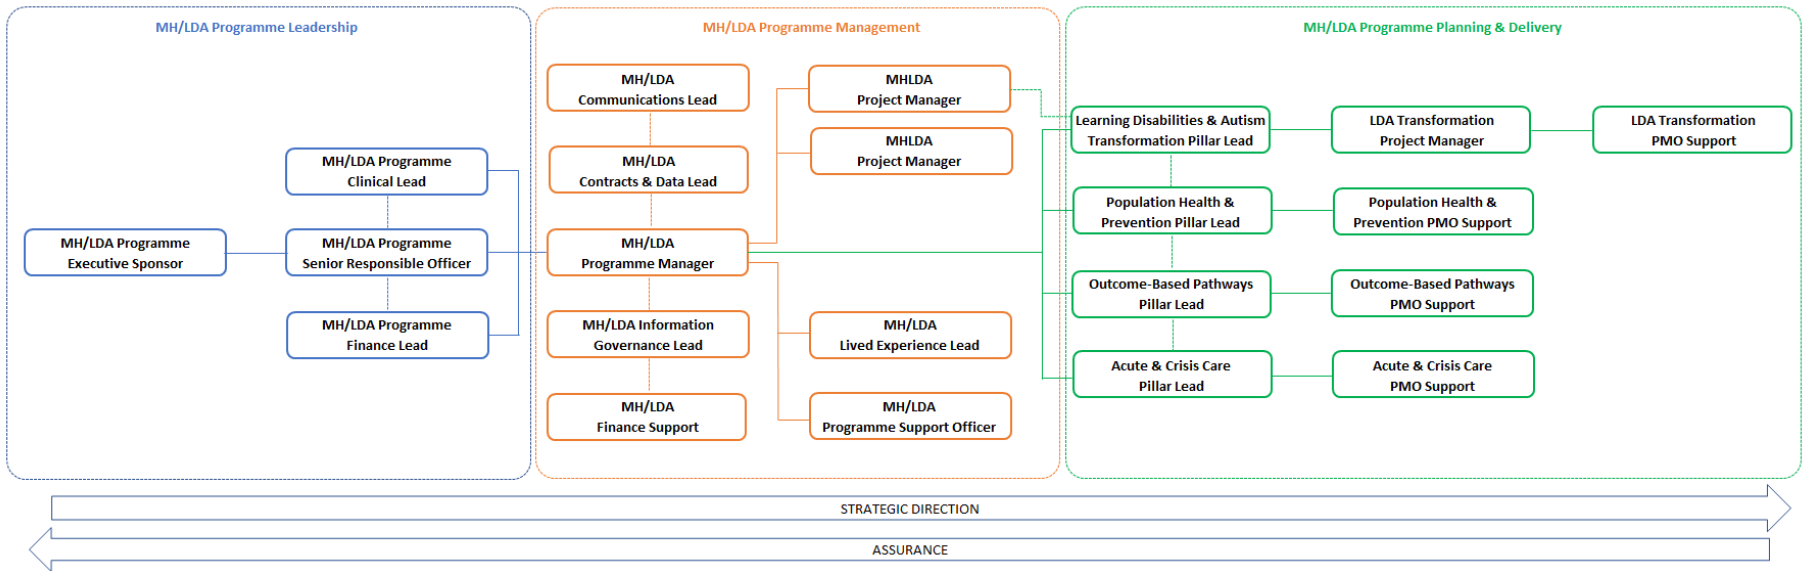 MH/LDA Programme Leadership
MH/LDA Programme
Clinical Lead
MH/LDA Programme
Executive Sponsor
MH/LDA Programme
Senior Responsible Officer
MH/LDA Programme
Finance Lead
MH/LDA Programme Management
MH/LDA
Communications Lead
MH/LDA
Contracts & Data Lead
MH/LDA
Programme Manager
MH/LDA Information
Governance Lead
MH/LDA
Finance Support
MHLDA
Project Manager
MHLDA
Project Manager
MH/LDA
Lived Experience Lead
MH/LDA
Programme Support Officer
MH/LDA Programme Planning & Delivery
Learning Disabilities & Autism
Transformation Pillar Lead
LDA Transformation
Project Manager
LDA Transformation
PMO Support
Population Health &
Prevention Pillar Lead
Population Health &
Prevention PMO Support
Outcome-Based Pathways
Pillar Lead
Outcome-Based Pathways
PMO Support
Acute & Crisis Care
Pillar Lead
Acute & Crisis Care
PMO Support
STRATEGIC DIRECTION
ASSURANCE